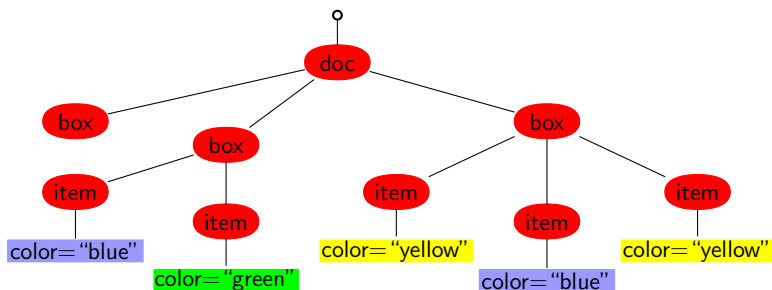 doc
box
box
box
item
item
item
item
item
color=“blue”
color=“green”
color=“yellow”
color=“blue”
color=“yellow”